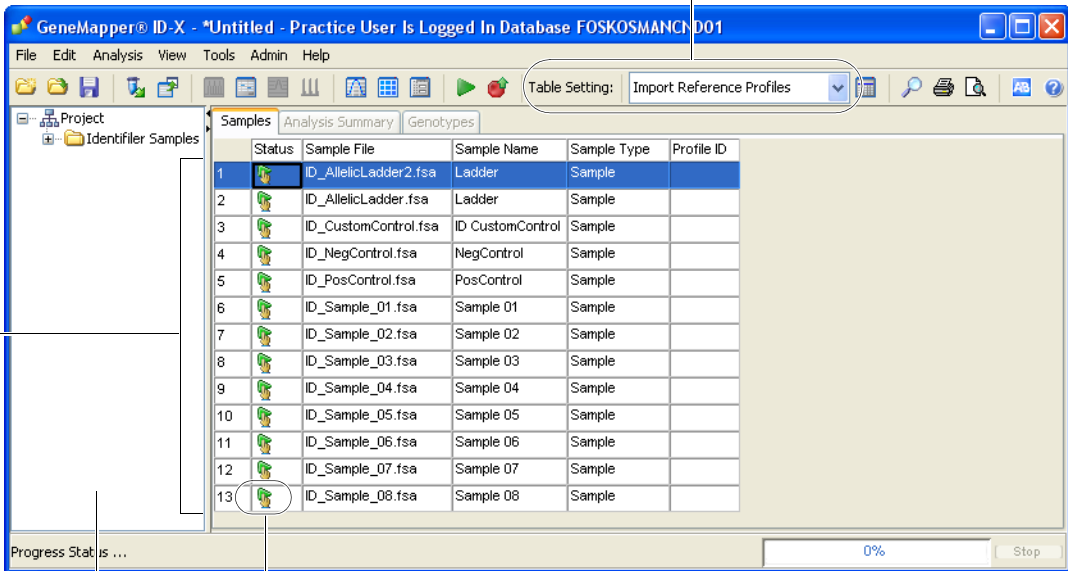 GeneMapper® ID-X - *Untitled - Practice User Is Logged In Database FOSKOSMANCND01
File Edit Analysis View Tools Admin Help
Table Setting: Import Reference Profiles
AB ?
Project
Identifiler Samples
Samples Analysis Summary Genotypes
Status Sample File Sample Name Sample Type Profile ID
1 ID_AllelicLadder2.fsa Ladder Sample
2 ID_AllelicLadder.fsa Ladder Sample
3 ID_CustomControl.fsa ID CustomControl Sample
4 ID_NegControl.fsa NegControl Sample
5 ID_PosControl.fsa PosControl Sample
6 ID_Sample_01.fsa Sample 01 Sample
7 ID_Sample_02.fsa Sample 02 Sample
8 ID_Sample_03.fsa Sample 03 Sample
9 ID_Sample_04.fsa Sample 04 Sample
10 ID_Sample_05.fsa Sample 05 Sample
11 ID_Sample_06.fsa Sample 06 Sample
12 ID_Sample_07.fsa Sample 07 Sample
13 ID_Sample_08.fsa Sample 08 Sample
Progress Status ... 0% Stop